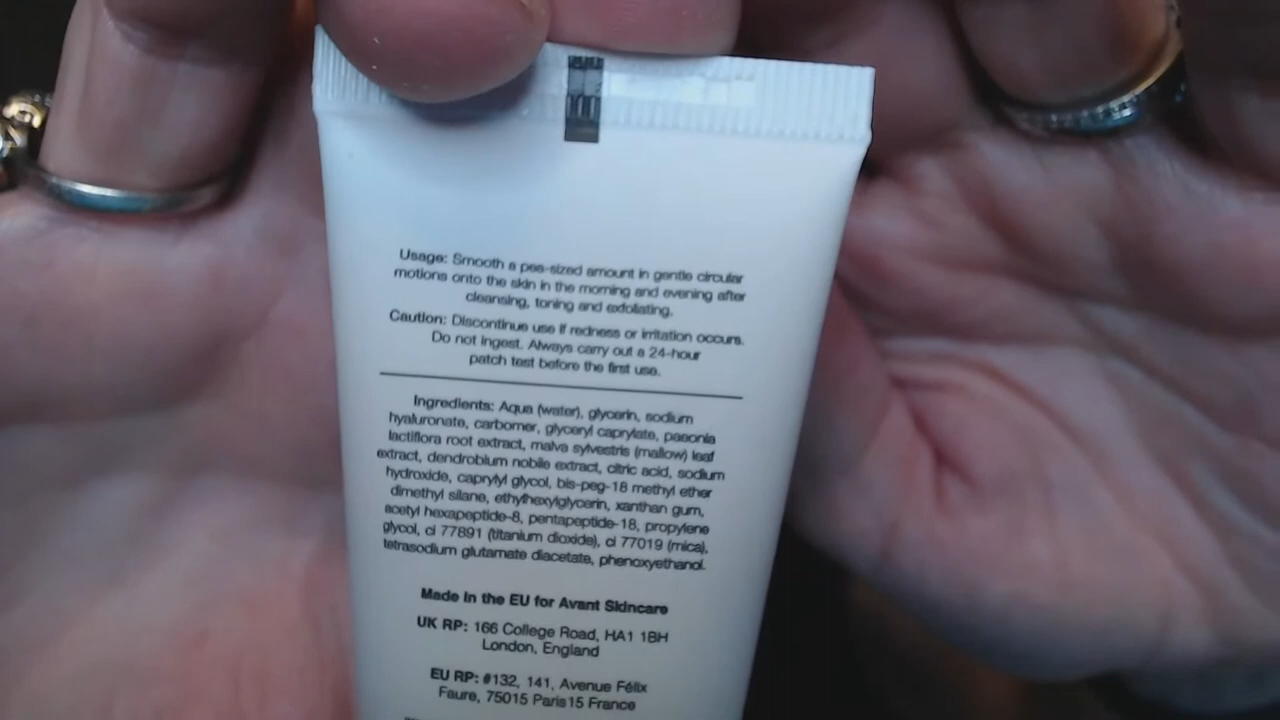 Usage: Smooth a pea-sized amount in gentle circular
motions onto the skin in the morning and evening after
cleansing, toning and exfoliating.
Caution: Discontinue use if redness or irritation occurs.
Do not ingest. Always carry out a 24-hour
patch test before the first use.
Ingredients: Aqua (water), glycerin, sodium
hyaluronate, carbomer, glyceryl caprylate, paeonia
lactiflora root extract, malva sylvestris (mallow) leaf
extract, dendrobium nobile extract, citric acid, sodium
hydroxide, caprylyl glycol, bis-peg-18 methyl ether
dimethyl silane, ethylhexylglycerin, xanthan gum,
acetyl hexapeptide-8, pentapeptide-18, propylene
glycol, ci 77891 (titanium dioxide), ci 77019 (mica),
tetrasodium glutamate diacetate, phenoxyethanol.
Made in the EU for Avant Skincare
UK RP: 166 College Road, HA1 1BH
London, England
EU RP: #132, 141, Avenue Félix
Faure, 75015 Paris15 France